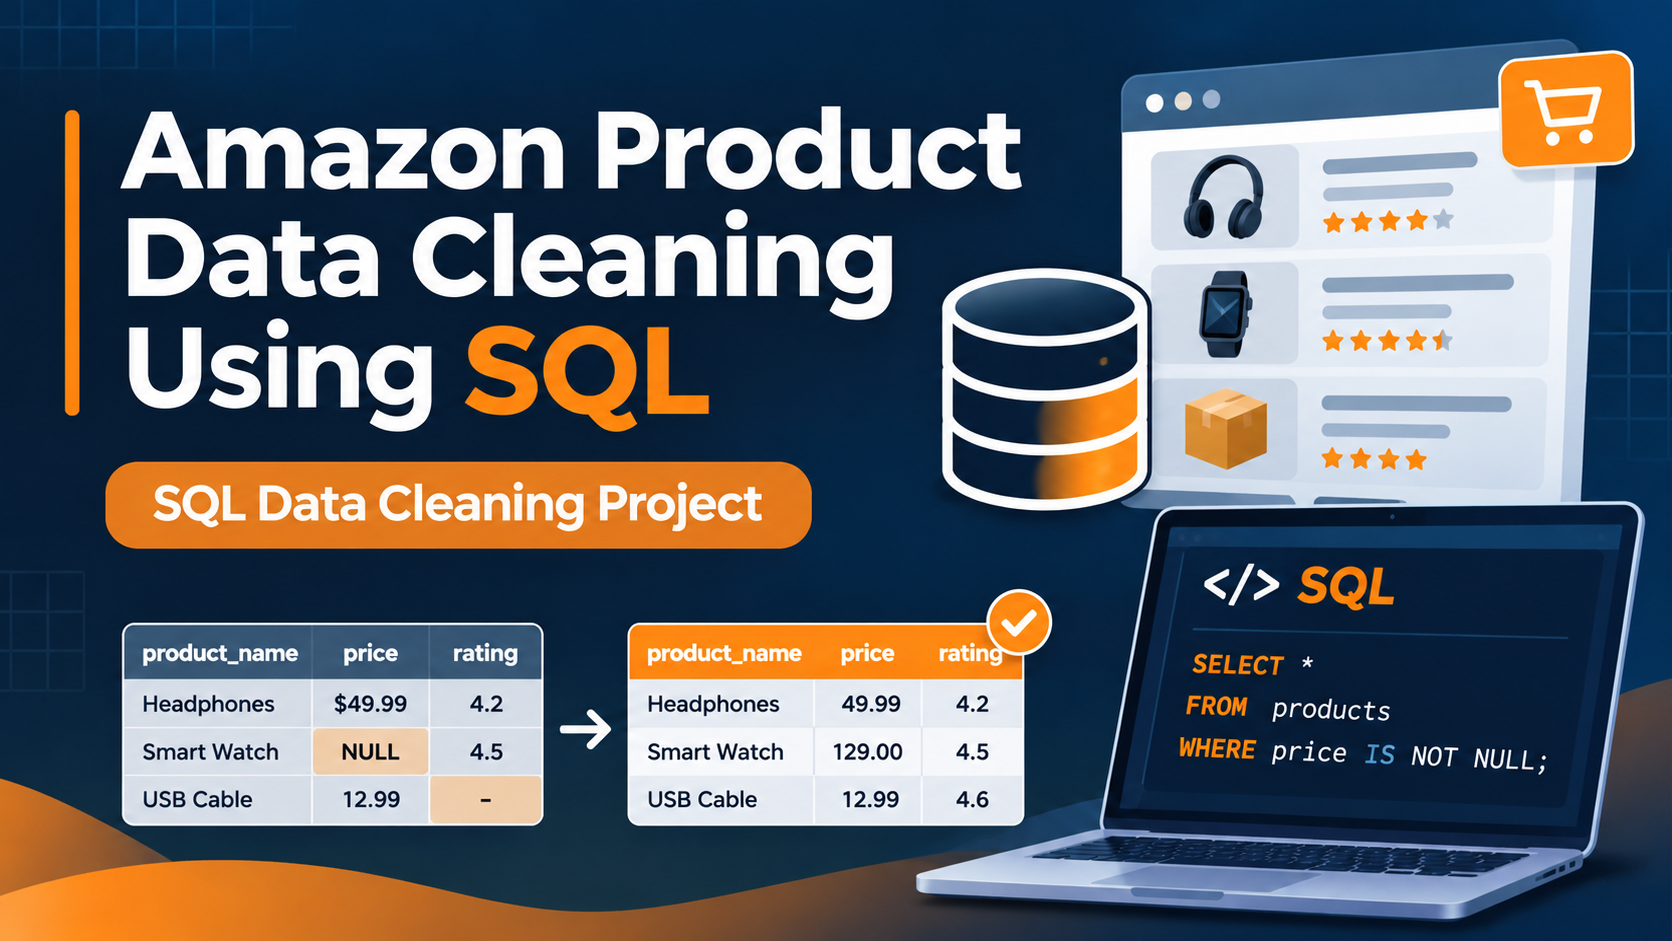 Amazon Product
Data Cleaning
Using SQL
SQL Data Cleaning Project
product_name price rating
Headphones $49.99 4.2
Smart Watch NULL 4.5
USB Cable 12.99 -
product_name price rating
Headphones 49.99 4.2
Smart Watch 129.00 4.5
USB Cable 12.99 4.6
</> SQL
SELECT *
FROM products
WHERE price IS NOT NULL;